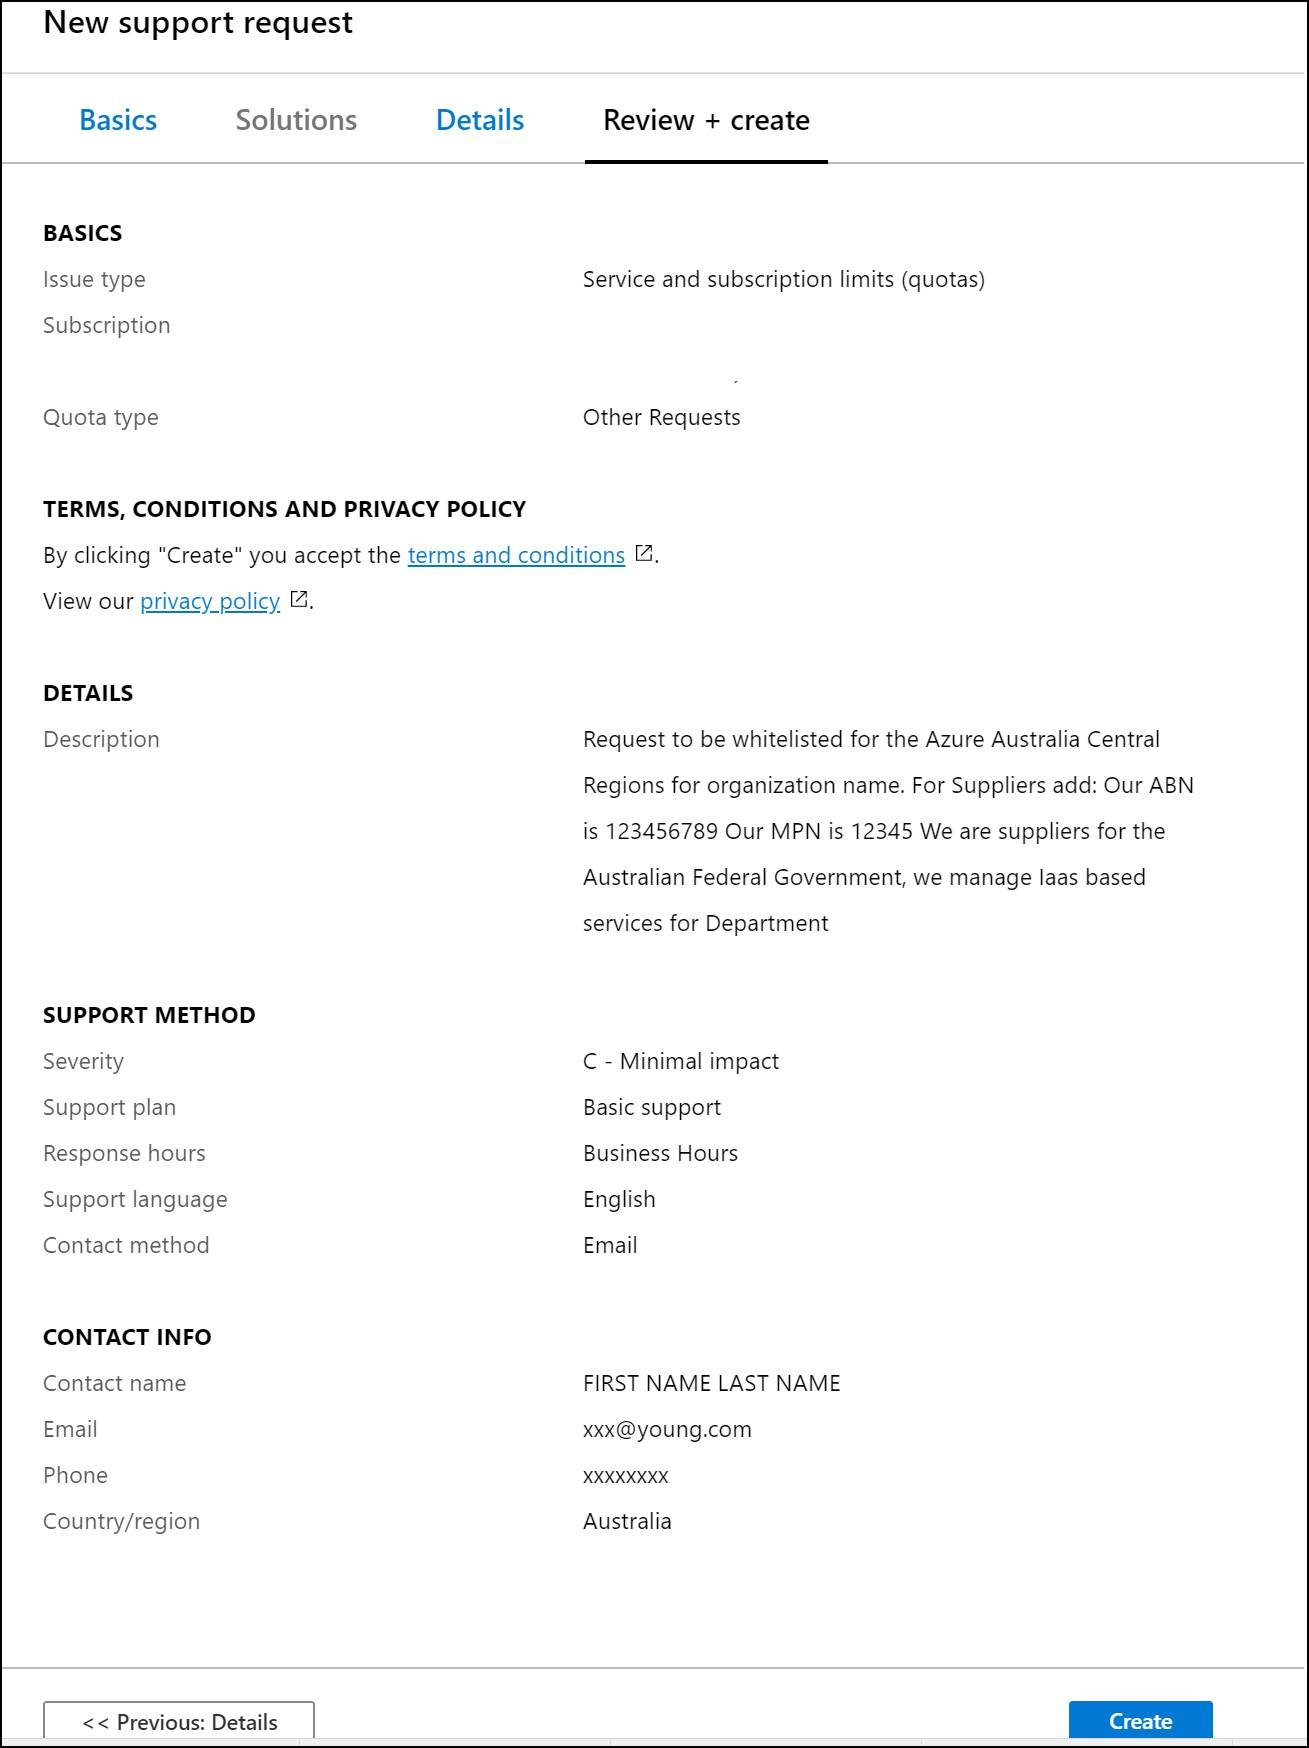 New support request
Basics Solutions Details Review + create
BASICS
Issue type Service and subscription limits (quotas)
Subscription
Quota type Other Requests
TERMS, CONDITIONS AND PRIVACY POLICY
By clicking "Create" you accept the terms and conditions.
View our privacy policy.
DETAILS
Description Request to be whitelisted for the Azure Australia Central
Regions for organization name. For Suppliers add: Our ABN
is 123456789 Our MPN is 12345 We are suppliers for the
Australian Federal Government, we manage Iaas based
services for Department
SUPPORT METHOD
Severity C - Minimal impact
Support plan Basic support
Response hours Business Hours
Support language English
Contact method Email
CONTACT INFO
Contact name FIRST NAME LAST NAME
Email xxx@young.com
Phone xxxxxxxx
Country/region Australia
<< Previous: Details Create